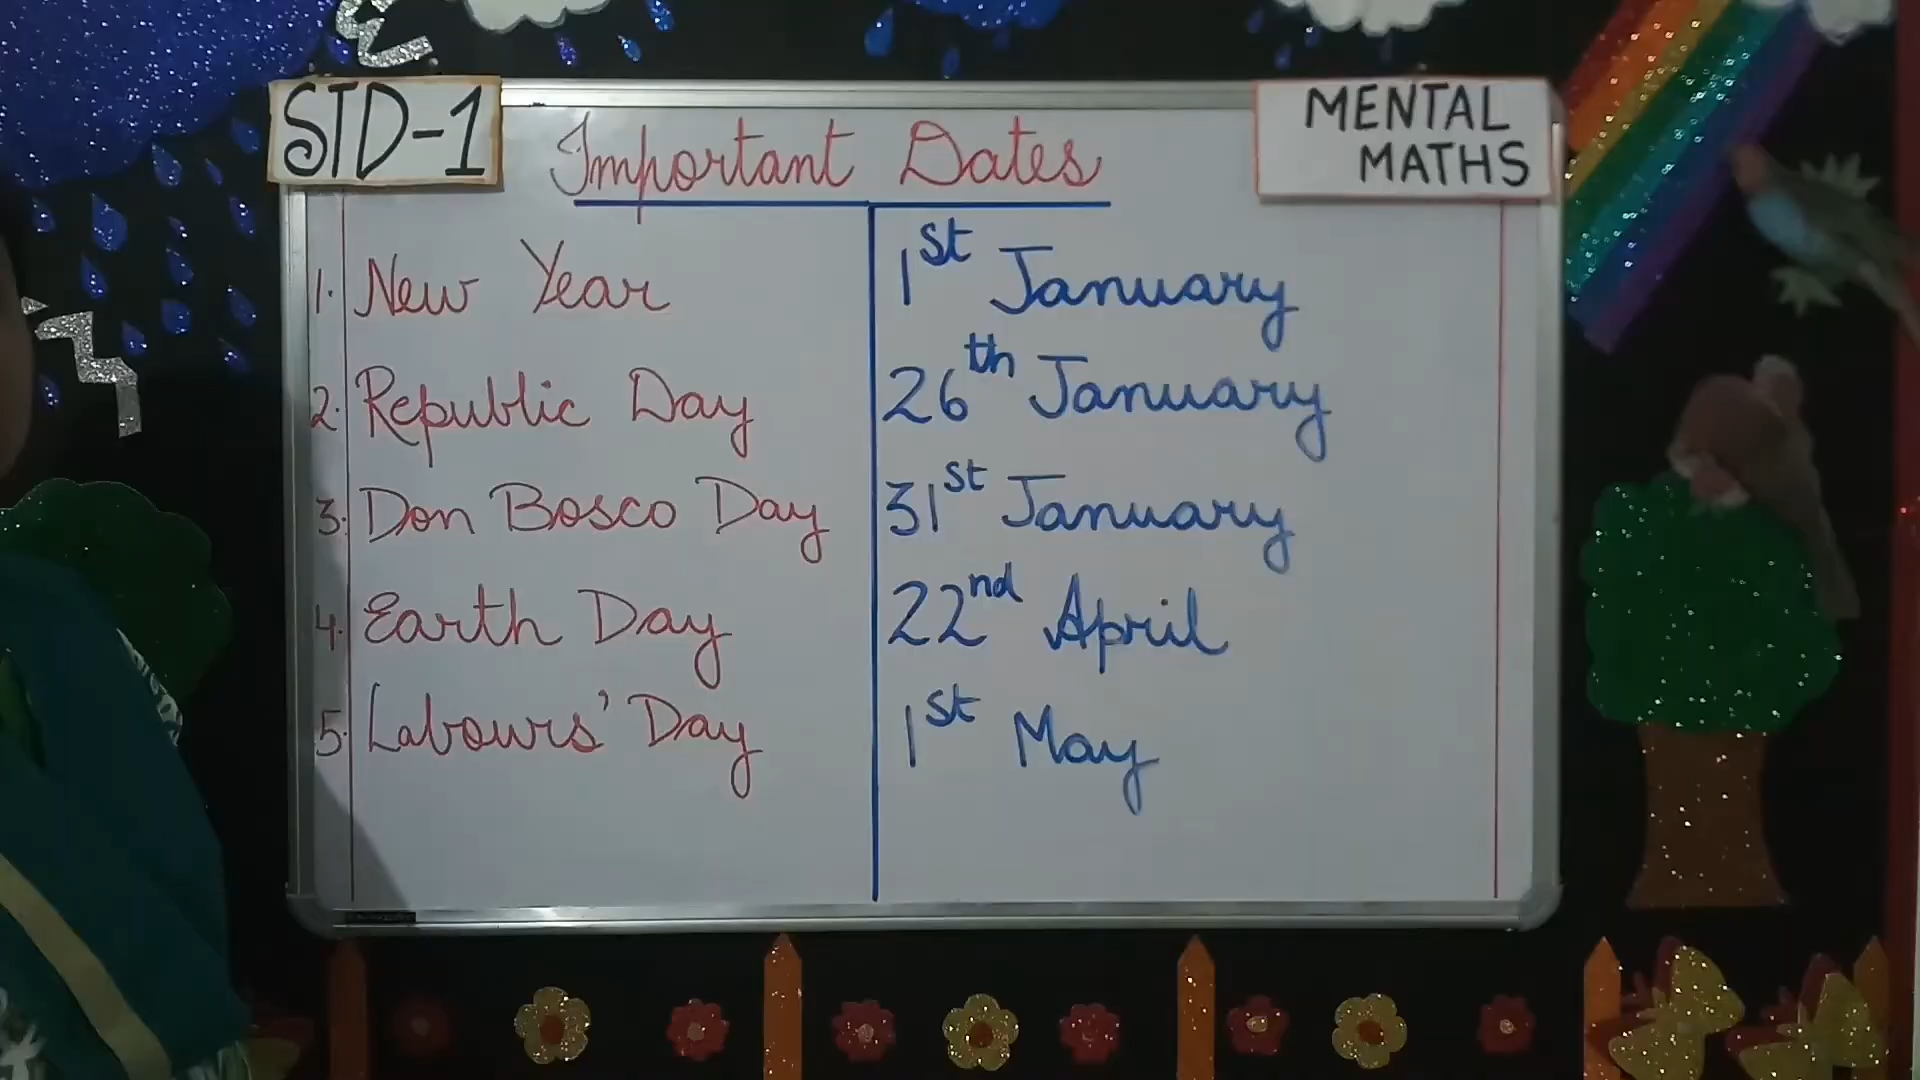 STD-1
Important Dates
MENTAL
MATHS
1. New Year 1st January
2. Republic Day 26th January
3. Don Bosco Day 31st January
4. Earth Day 22nd April
5. Labours' Day 1st May